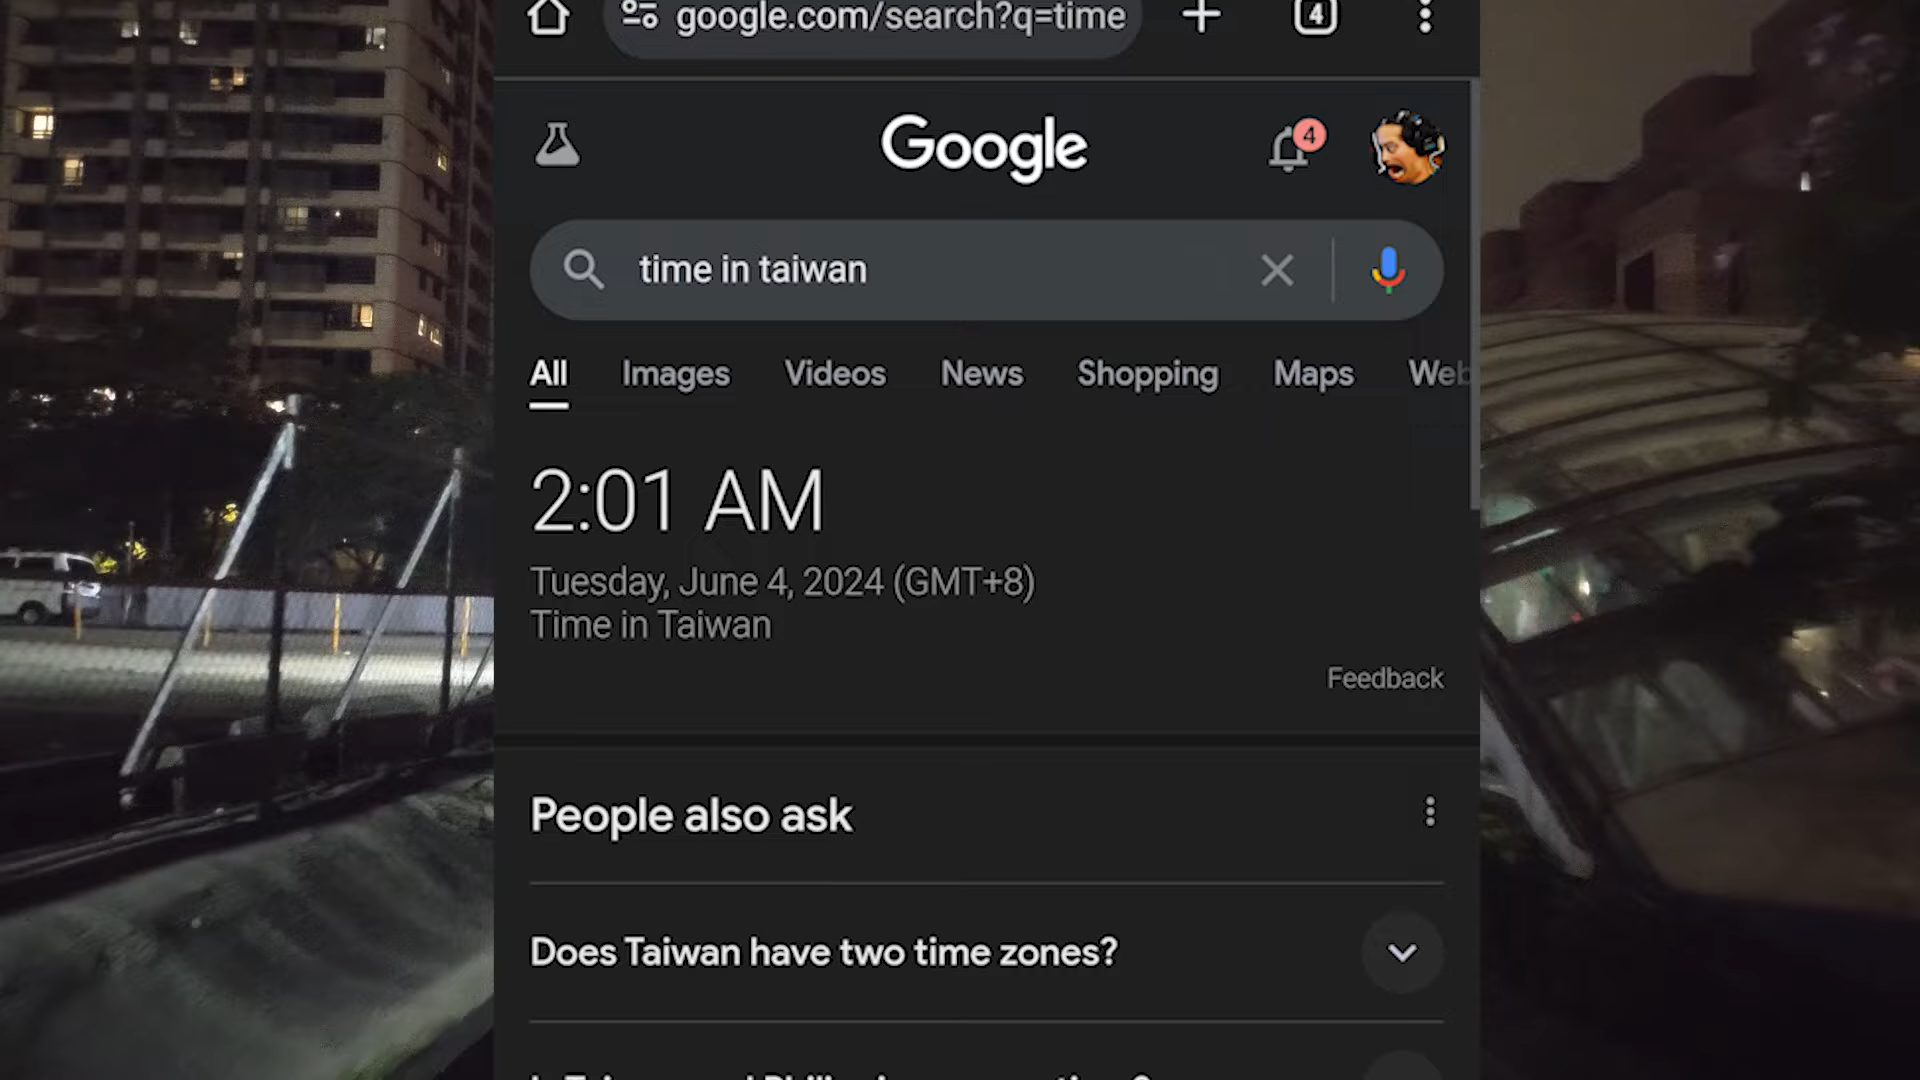 google.com/search?q=time
4
Google
4
time in taiwan
All Images Videos News Shopping Maps Web
2:01 AM
Tuesday, June 4, 2024 (GMT+8)
Time in Taiwan
Feedback
People also ask
Does Taiwan have two time zones?